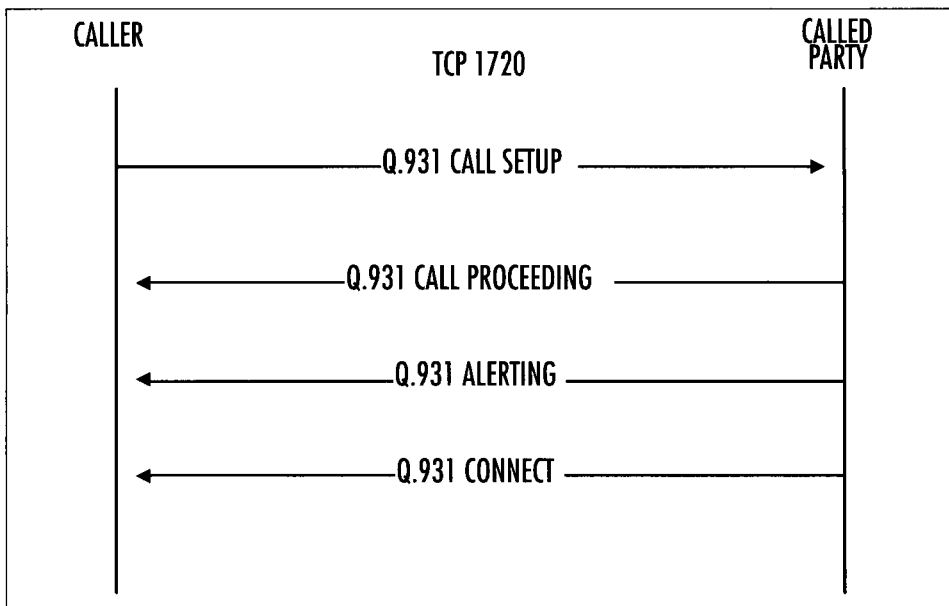 CALLER
CALLED
PARTY
TCP 1720
Q.931 CALL SETUP
Q.931 CALL PROCEEDING
Q.931 ALERTING
Q.931 CONNECT